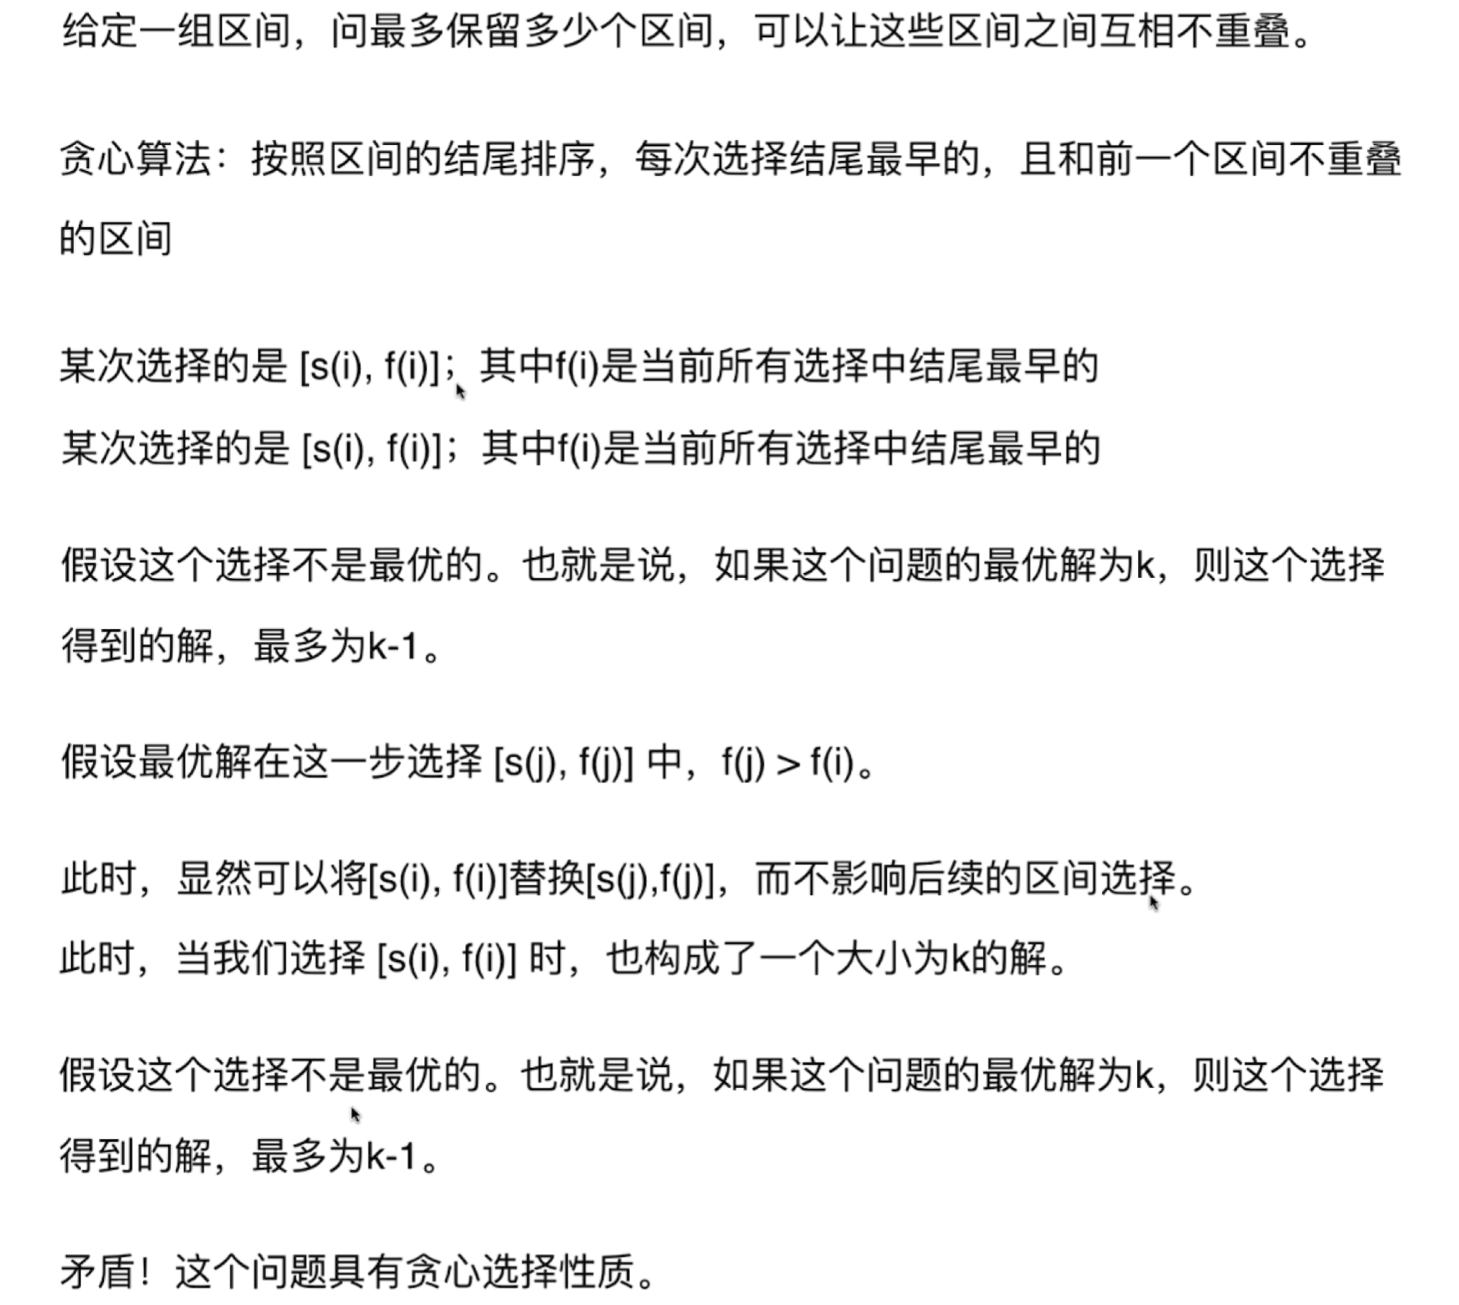 给定一组区间，问最多保留多少个区间，可以让这些区间之间互相不重叠。
贪心算法：按照区间的结尾排序，每次选择结尾最早的，且和前一个区间不重叠
的区间
某次选择的是 [s(i), f(i)]；其中f(i)是当前所有选择中结尾最早的
某次选择的是 [s(i), f(i)]；其中f(i)是当前所有选择中结尾最早的
假设这个选择不是最优的。也就是说，如果这个问题的最优解为k，则这个选择
得到的解，最多为k-1。
假设最优解在这一步选择 [s(j), f(j)] 中，f(j) > f(i)。
此时，显然可以将[s(i), f(i)]替换[s(j),f(j)]，而不影响后续的区间选择。
此时，当我们选择 [s(i), f(i)] 时，也构成了一个大小为k的解。
假设这个选择不是最优的。也就是说，如果这个问题的最优解为k，则这个选择
得到的解，最多为k-1。
矛盾！这个问题具有贪心选择性质。